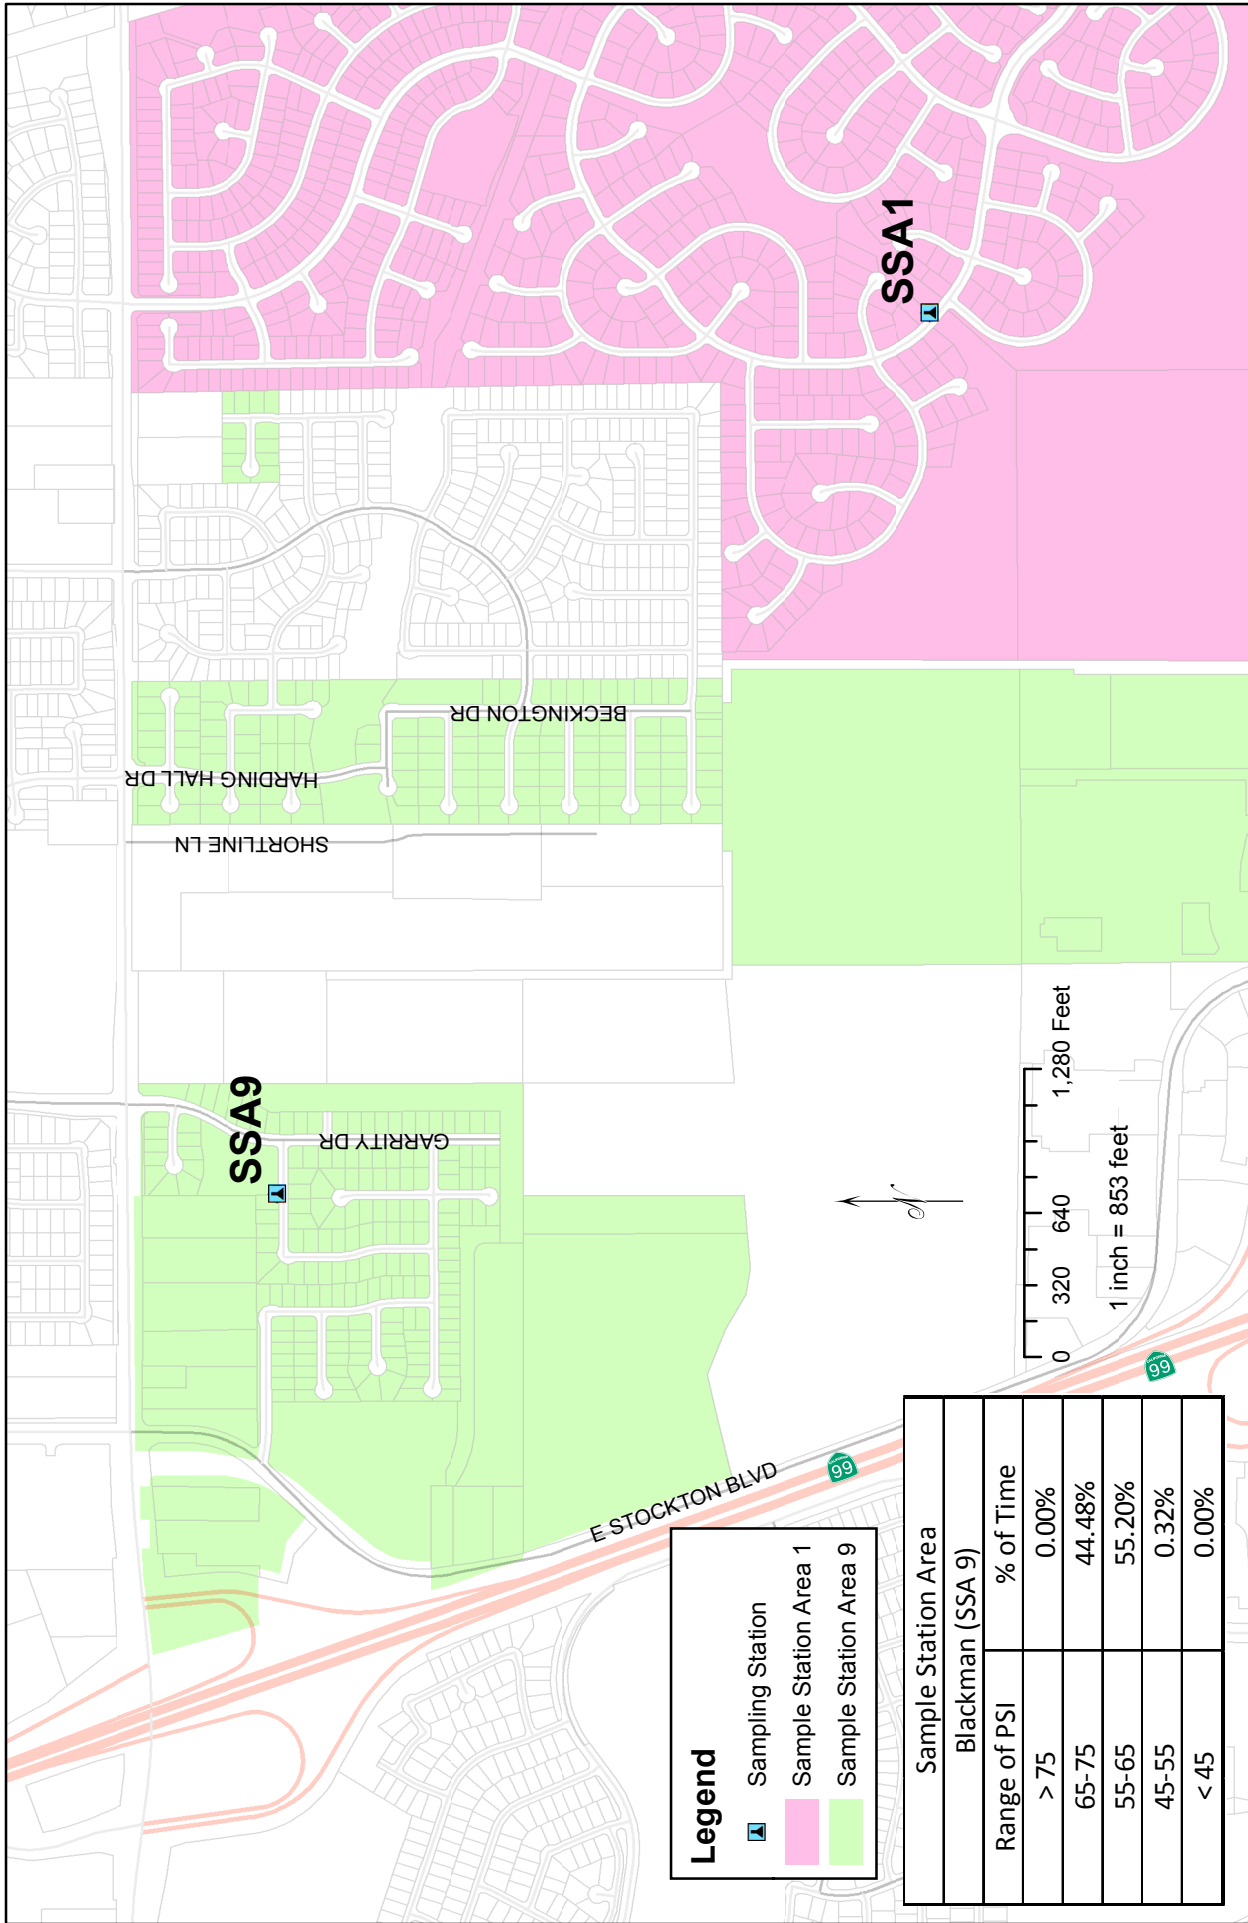 SSA9
SSA1
HARDING HALL DR
BECKINGTON DR
SHORTLINE LN
GARRITY DR
E STOCKTON BLVD
99
99
N
0 320 640 1,280 Feet
1 inch = 853 feet
Legend
Sampling Station
Sample Station Area 1
Sample Station Area 9
Sample Station Area
Blackman (SSA 9)
Range of PSI % of Time
>75 0.00%
65-75 44.48%
55-65 55.20%
45-55 0.32%
<45 0.00%